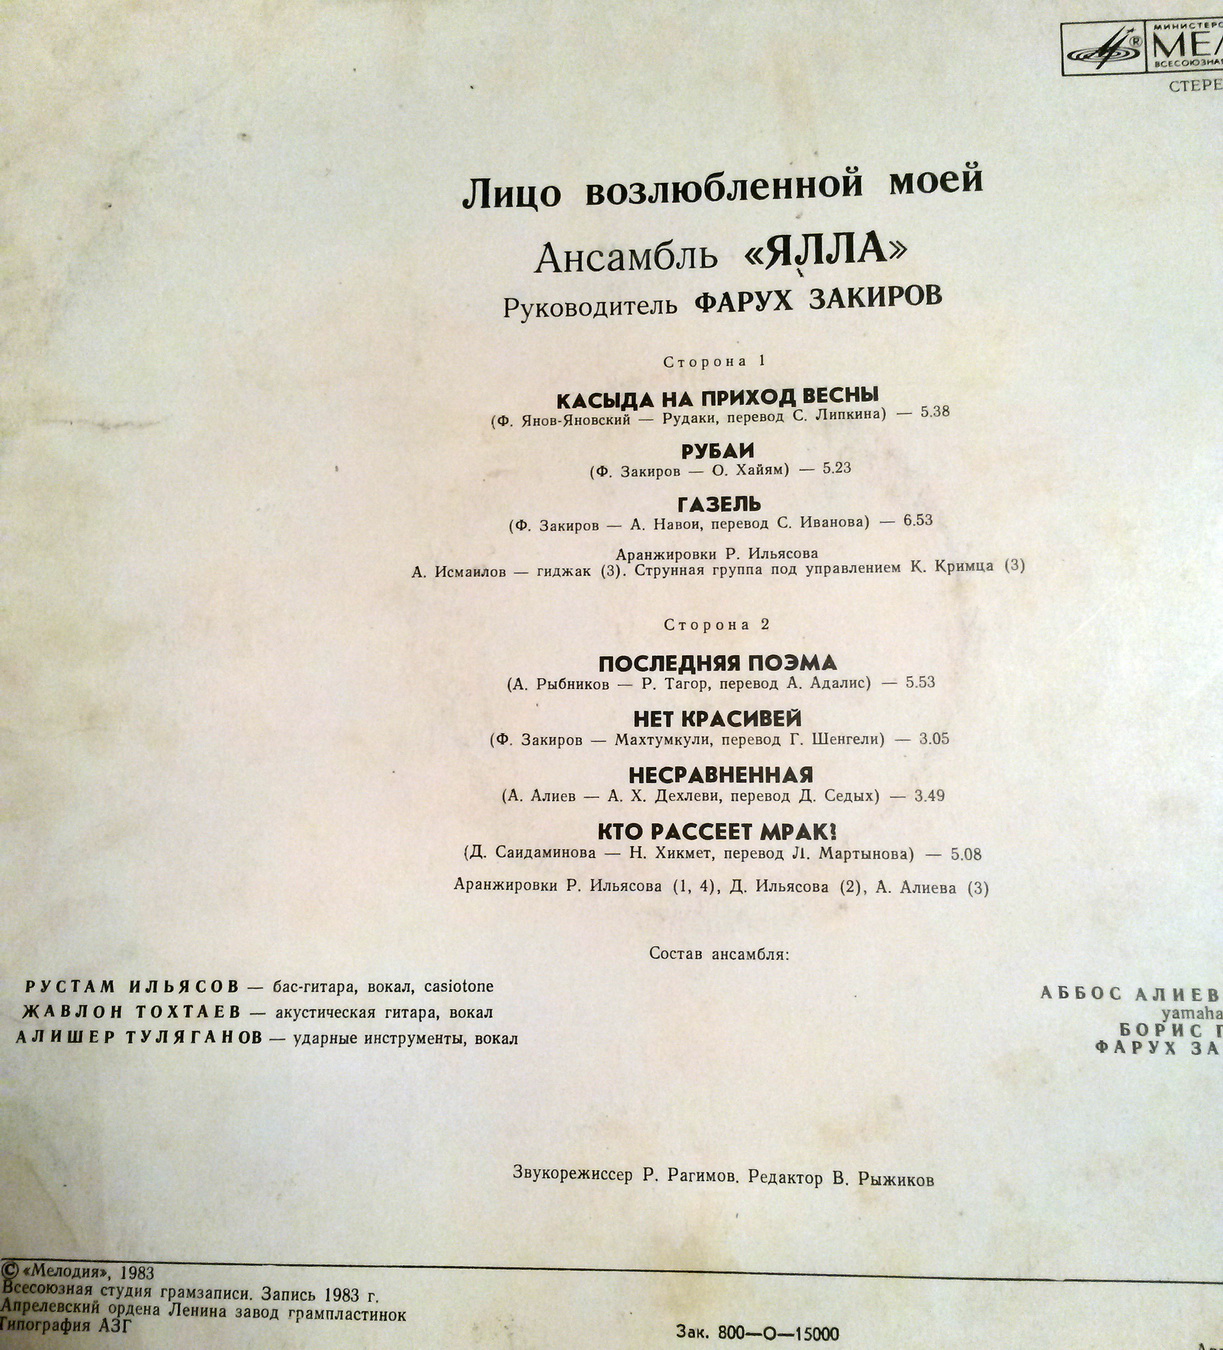 МИНИСТЕРС
МЕЛ
ВСЕСОЮЗНАЯ
СТЕРЕ
Лицо возлюбленной моей
Ансамбль «ЯЛЛА»
Руководитель ФАРУХ ЗАКИРОВ
Сторона 1
КАСЫДА НА ПРИХОД ВЕСНЫ
(Ф. Янов-Яновский — Рудаки, перевод С. Липкина) — 5.38
РУБАИ
(Ф. Закиров — О. Хайям) — 5.23
ГАЗЕЛЬ
(Ф. Закиров — А. Навои, перевод С. Иванова) — 6.53
Аранжировки Р. Ильясова
А. Исмаилов — гиджак (3). Струнная группа под управлением К. Кримца (3)
Сторона 2
ПОСЛЕДНЯЯ ПОЭМА
(А. Рыбников — Р. Тагор, перевод А. Адалис) — 5.53
НЕТ КРАСИВЕЙ
(Ф. Закиров — Махтумкули, перевод Г. Шенгели) — 3.05
НЕСРАВНЕННАЯ
(А. Алиев — А. Х. Дехлеви, перевод Д. Седых) — 3.49
КТО РАССЕЕТ МРАК?
(Д. Саидаминова — Н. Хикмет, перевод Л. Мартынова) — 5.08
Аранжировки Р. Ильясова (1, 4), Д. Ильясова (2), А. Алиева (3)
Состав ансамбля:
РУСТАМ ИЛЬЯСОВ — бас-гитара, вокал, casiotone
ЖАВЛОН ТОХТАЕВ — акустическая гитара, вокал
АЛИШЕР ТУЛЯГАНОВ — ударные инструменты, вокал
АББОС АЛИЕВ
yamaha
БОРИС Г
ФАРУХ ЗА
Звукорежиссер Р. Рагимов. Редактор В. Рыжиков
© «Мелодия», 1983
Всесоюзная студия грамзаписи. Запись 1983 г.
Апрелевский ордена Ленина завод грампластинок
Типография АЗГ
Зак. 800—О—15000